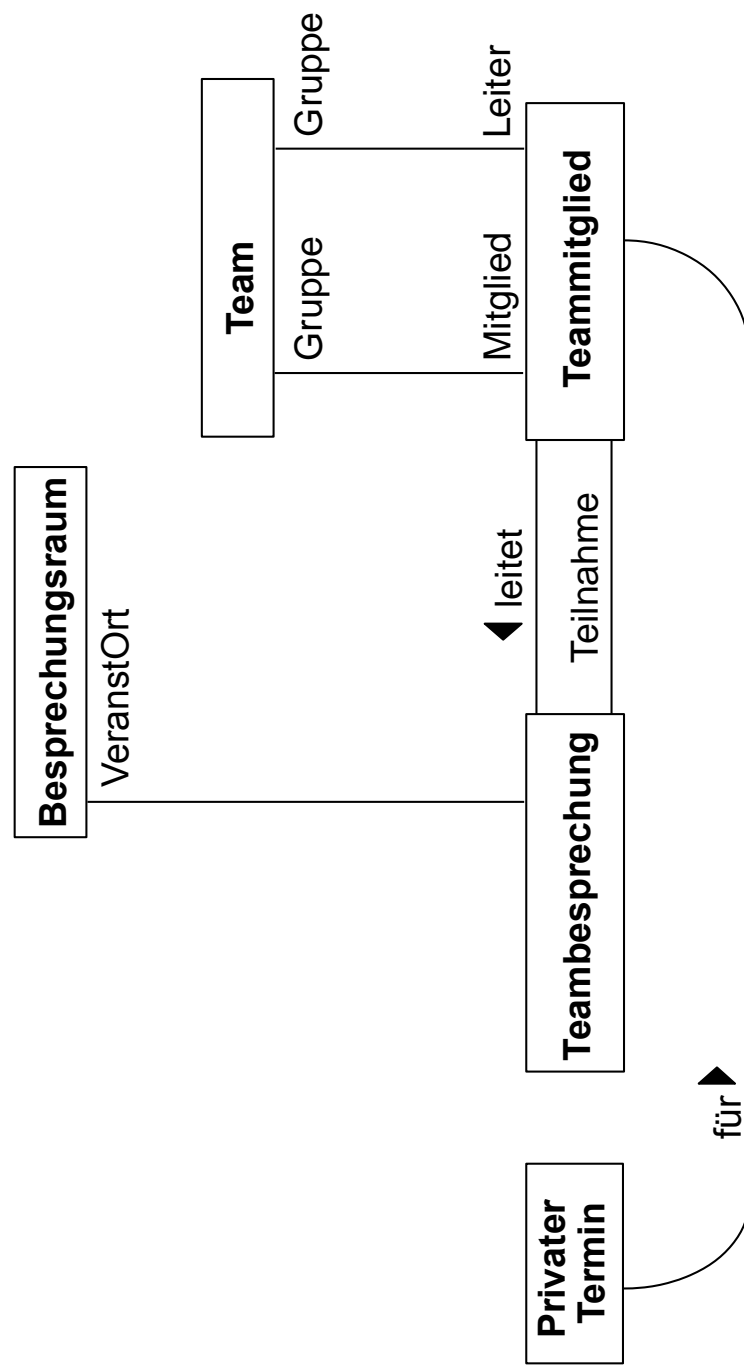 Besprechungsraum
VeranstOrt
Team
Gruppe
Gruppe
Mitglied
Leiter
Privater
Termin
Teambesprechung
leitet
Teilnahme
Teammitglied
für